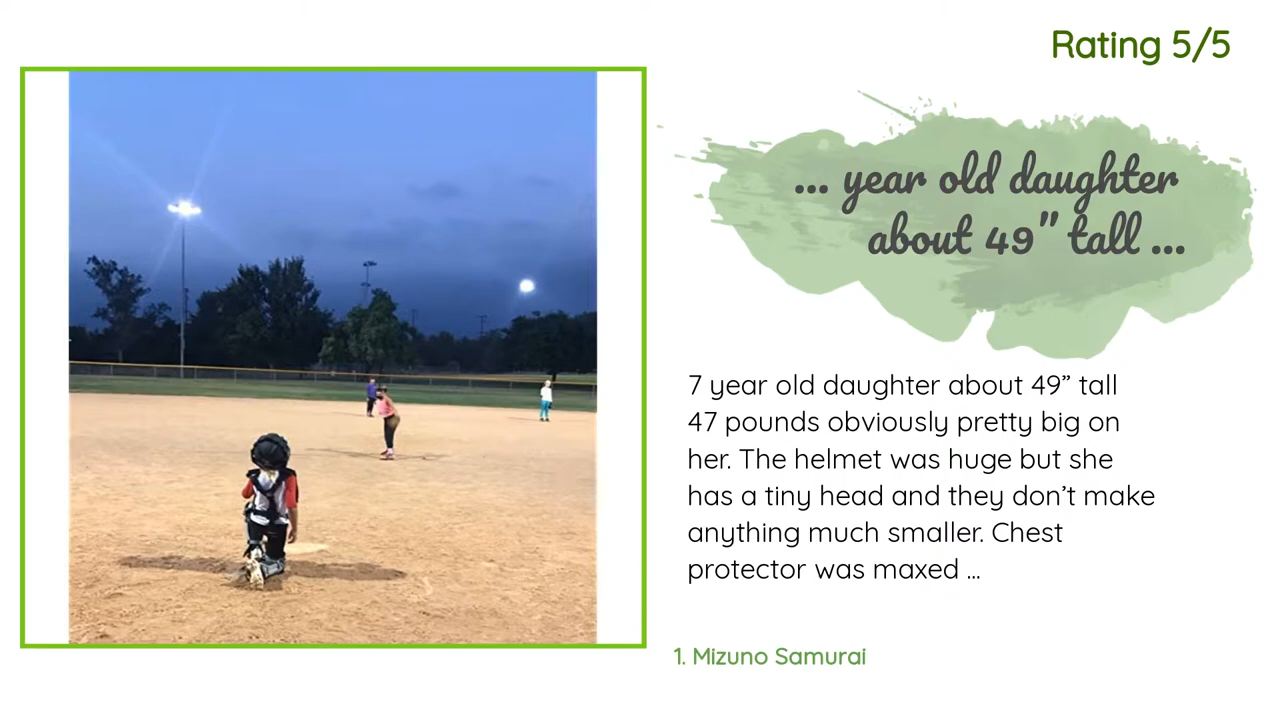 Rating 5/5
... year old daughter
about 49" tall ...
7 year old daughter about 49” tall
47 pounds obviously pretty big on
her. The helmet was huge but she
has a tiny head and they don’t make
anything much smaller. Chest
protector was maxed ...
1. Mizuno Samurai